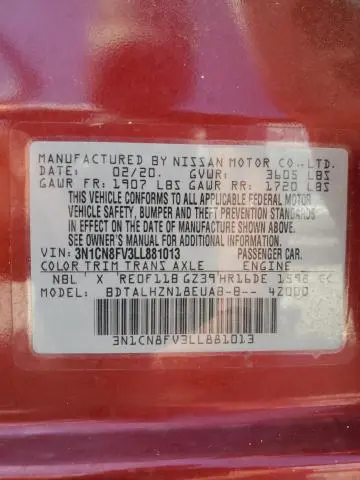 MANUFACTURED BY NISSAN MOTOR CO., LTD.
DATE: 02/20. GVWR: 3605 LBS
GAWR FR: 1907 LBS GAWR RR: 1720 LBS
THIS VEHICLE CONFORMS TO ALL APPLICABLE FEDERAL MOTOR
VEHICLE SAFETY, BUMPER AND THEFT PREVENTION STANDARDS
IN EFFECT ON THE DATE OF MANUFACTURE SHOWN ABOVE.
SEE OWNER'S MANUAL FOR ADDITIONAL INFORMATION.
VIN: 3N1CN8FV3LL881013 PASSENGER CAR.
COLOR TRIM TRANS AXLE ENGINE
NBL X RE0F11B GZ39 HR16DE 1598 CC
MODEL: BDTALHZN18EUAB-B-- 42000
3N1CN8FV3LL881013